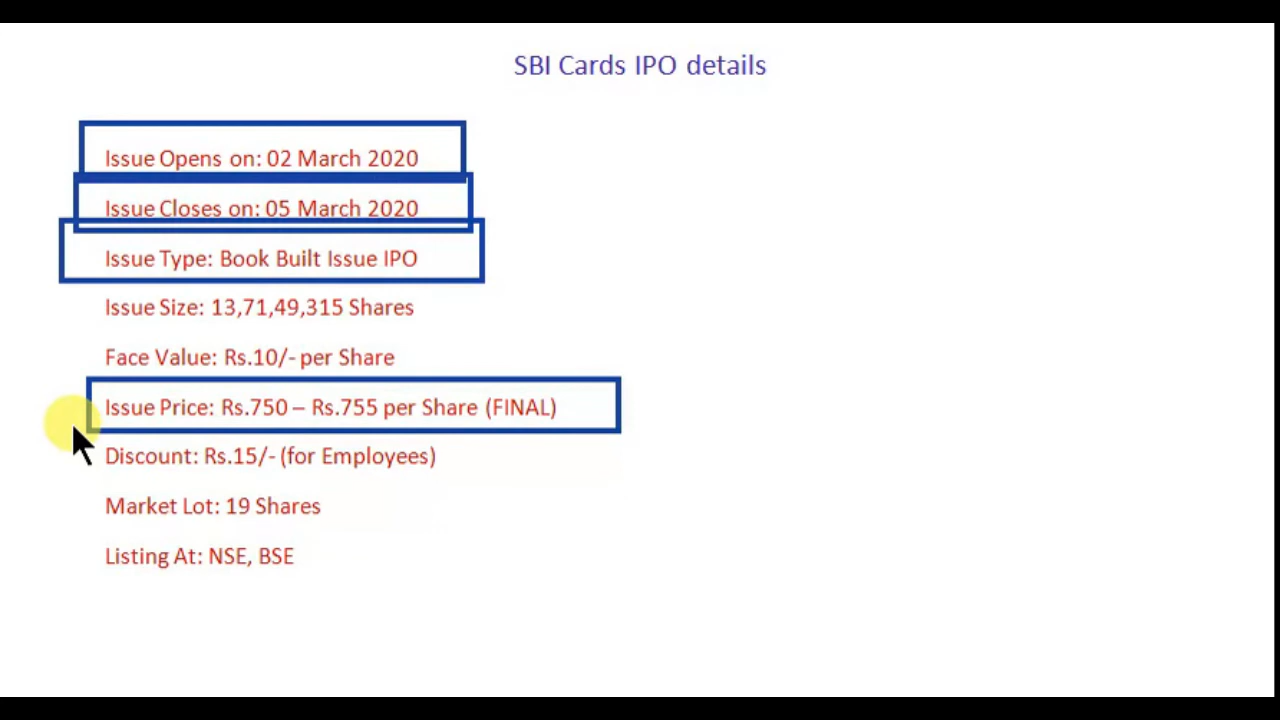 SBI Cards IPO details
Issue Opens on: 02 March 2020
Issue Closes on: 05 March 2020
Issue Type: Book Built Issue IPO
Issue Size: 13,71,49,315 Shares
Face Value: Rs.10/- per Share
Issue Price: Rs.750 – Rs.755 per Share (FINAL)
Discount: Rs.15/- (for Employees)
Market Lot: 19 Shares
Listing At: NSE, BSE